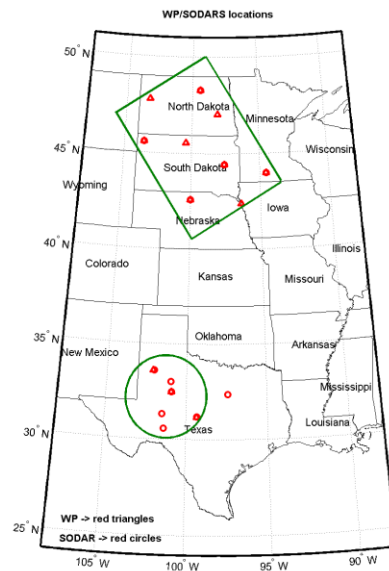 WP/SODARS locations
50° N
North Dakota
Minnesota
45° N
Wisconsin
South Dakota
Wyoming
Iowa
Nebraska
40° N
Illinois
Colorado
Kansas
Missouri
35° N
Oklahoma
Arkansas
New Mexico
Mississippi
30° N
Louisiana
Texas
WP -> red triangles
25° N
SODAR -> red circles
105° W
100° W
95° W
90° W